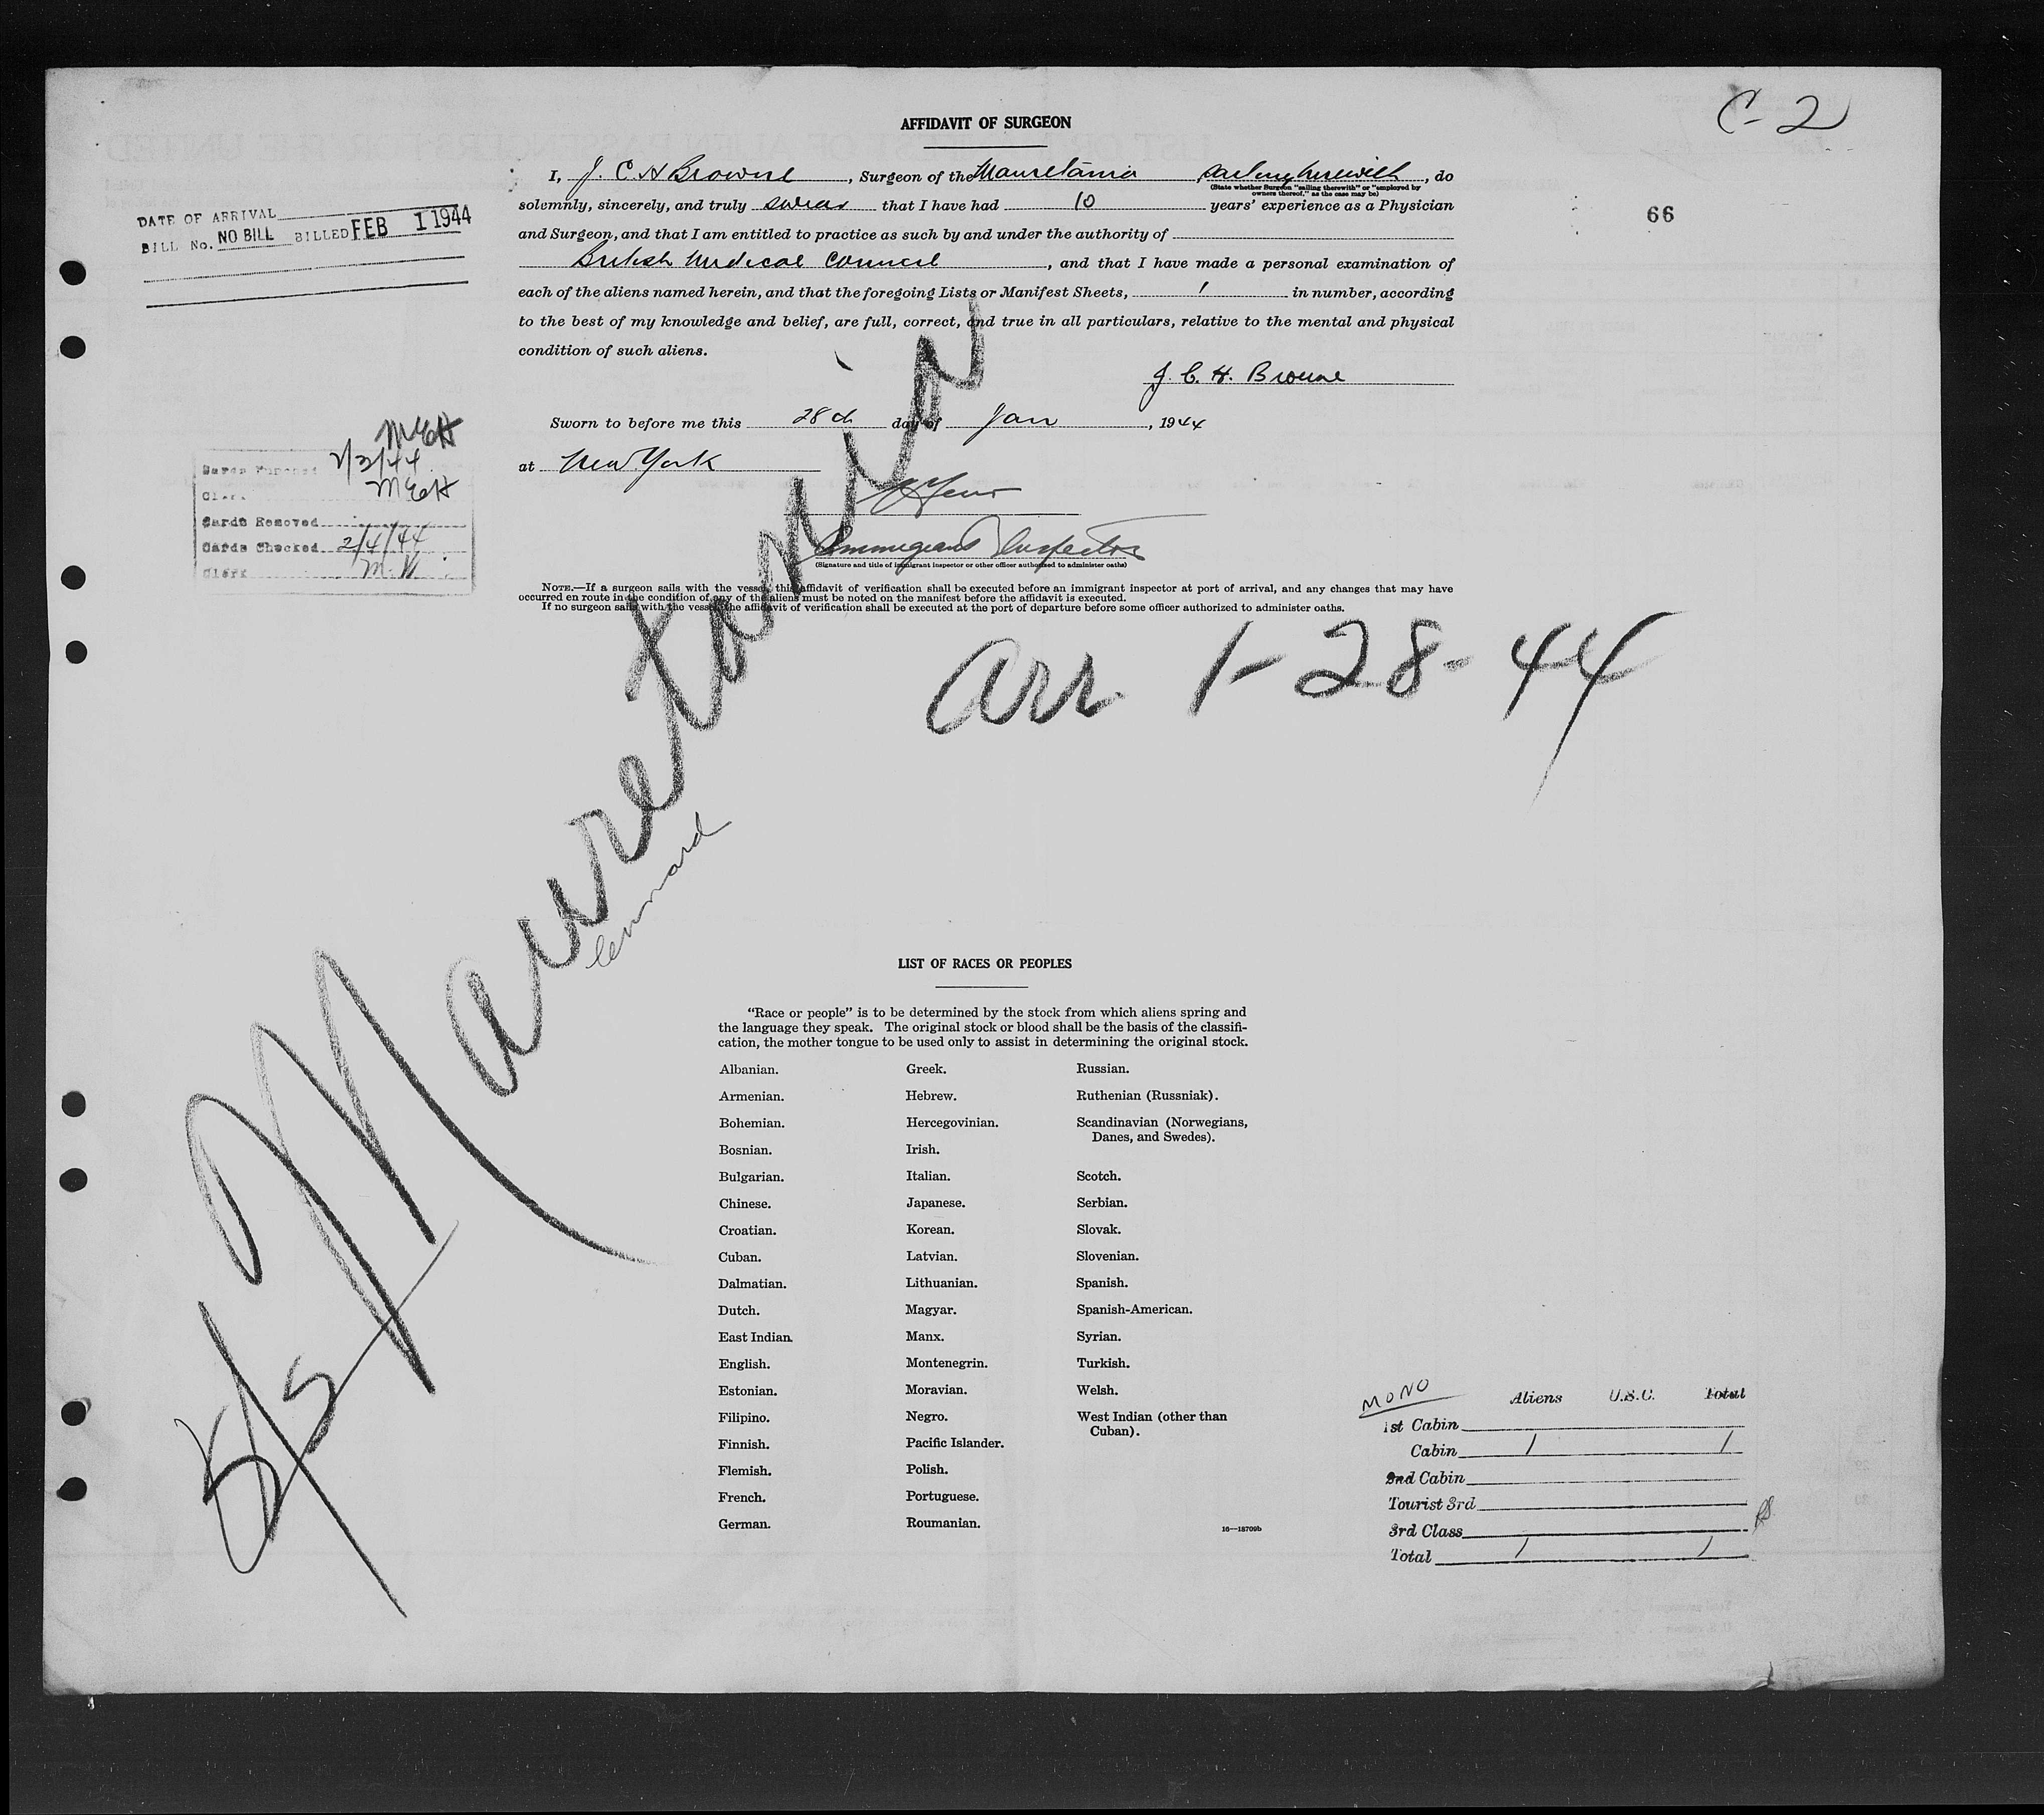 C-2
AFFIDAVIT OF SURGEON
I, J. C. H Browne, Surgeon of the Mauretania, sailing herewith, do
(State whether Surgeon "sailing therewith" or "employed by
owners thereof," as the case may be)
solemnly, sincerely, and truly swear that I have had 10 years' experience as a Physician
and Surgeon, and that I am entitled to practice as such by and under the authority of
British Medical Council, and that I have made a personal examination of
each of the aliens named herein, and that the foregoing Lists or Manifest Sheets, 1 in number, according
to the best of my knowledge and belief, are full, correct, and true in all particulars, relative to the mental and physical
condition of such aliens.
J. C. H. Browne
Sworn to before me this 28th day of Jan, 1944
at New York
Immigrant Inspector
(Signature and title of immigrant inspector or other officer authorized to administer oaths)
NOTE.—If a surgeon sails with the vessel, this affidavit of verification shall be executed before an immigrant inspector at port of arrival, and any changes that may have
occurred en route in the condition of any of the aliens must be noted on the manifest before the affidavit is executed.
If no surgeon sails with the vessel the affidavit of verification shall be executed at the port of departure before some officer authorized to administer oaths.
66
DATE OF ARRIVAL
BILL No. NO BILL BILLED FEB 1 1944
MEH
Cards Punched 2/3/44
Clerk MEH
Cards Removed
Cards Checked 2/4/44
Clerk M.W.
arr. 1-28-44
S/S Mauretania
LIST OF RACES OR PEOPLES
"Race or people" is to be determined by the stock from which aliens spring and
the language they speak. The original stock or blood shall be the basis of the classifi-
cation, the mother tongue to be used only to assist in determining the original stock.
Albanian.
Armenian.
Bohemian.
Bosnian.
Bulgarian.
Chinese.
Croatian.
Cuban.
Dalmatian.
Dutch.
East Indian.
English.
Estonian.
Filipino.
Finnish.
Flemish.
French.
German.
Greek.
Hebrew.
Hercegovinian.
Irish.
Italian.
Japanese.
Korean.
Latvian.
Lithuanian.
Magyar.
Manx.
Montenegrin.
Moravian.
Negro.
Pacific Islander.
Polish.
Portuguese.
Roumanian.
Russian.
Ruthenian (Russniak).
Scandinavian (Norwegians,
Danes, and Swedes).
Scotch.
Serbian.
Slovak.
Slovenian.
Spanish.
Spanish-American.
Syrian.
Turkish.
Welsh.
West Indian (other than
Cuban).
16—18709b
MONO Aliens U.S.C. Total
1st Cabin
Cabin 1 1
2nd Cabin
Tourist 3rd
3rd Class
Total 1 1